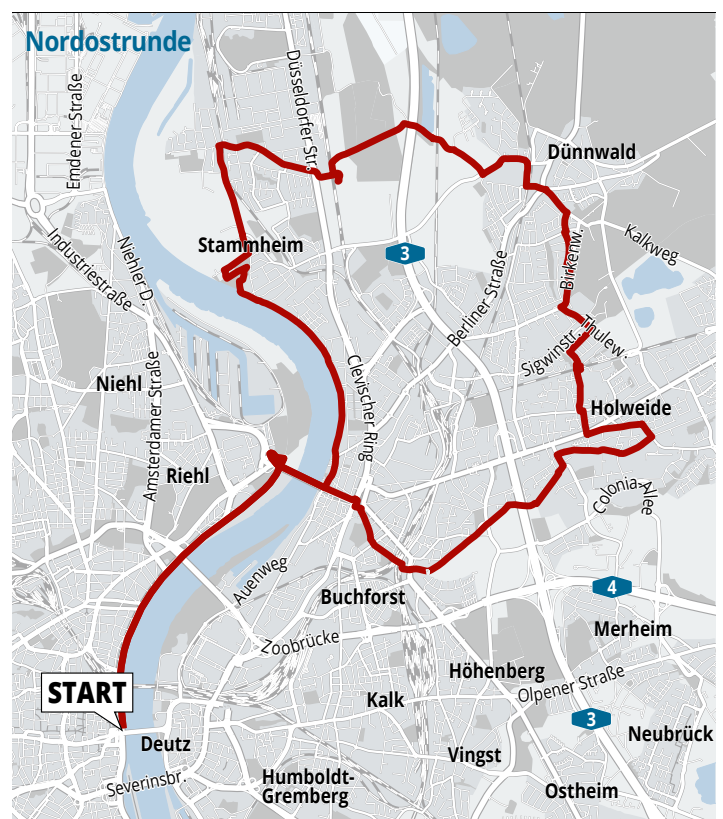 Nordostrunde
Emdener Straße
Düsseldorfer Str.
Dünnwald
Stammheim
3
Kalkweg
Birkenw.
Industriestraße
Niehler D.
Berliner Straße
Sigwinstr.
Thulew.
Niehl
Amsterdamer Straße
Clevischer Ring
Holweide
Riehl
Colonia-
Allee
Auenweg
Buchforst
4
Merheim
Zoobrücke
Höhenberg
Olpener Straße
START
Kalk
3
Neubrück
Deutz
Vingst
Severinsbr.
Humboldt-
Gremberg
Ostheim